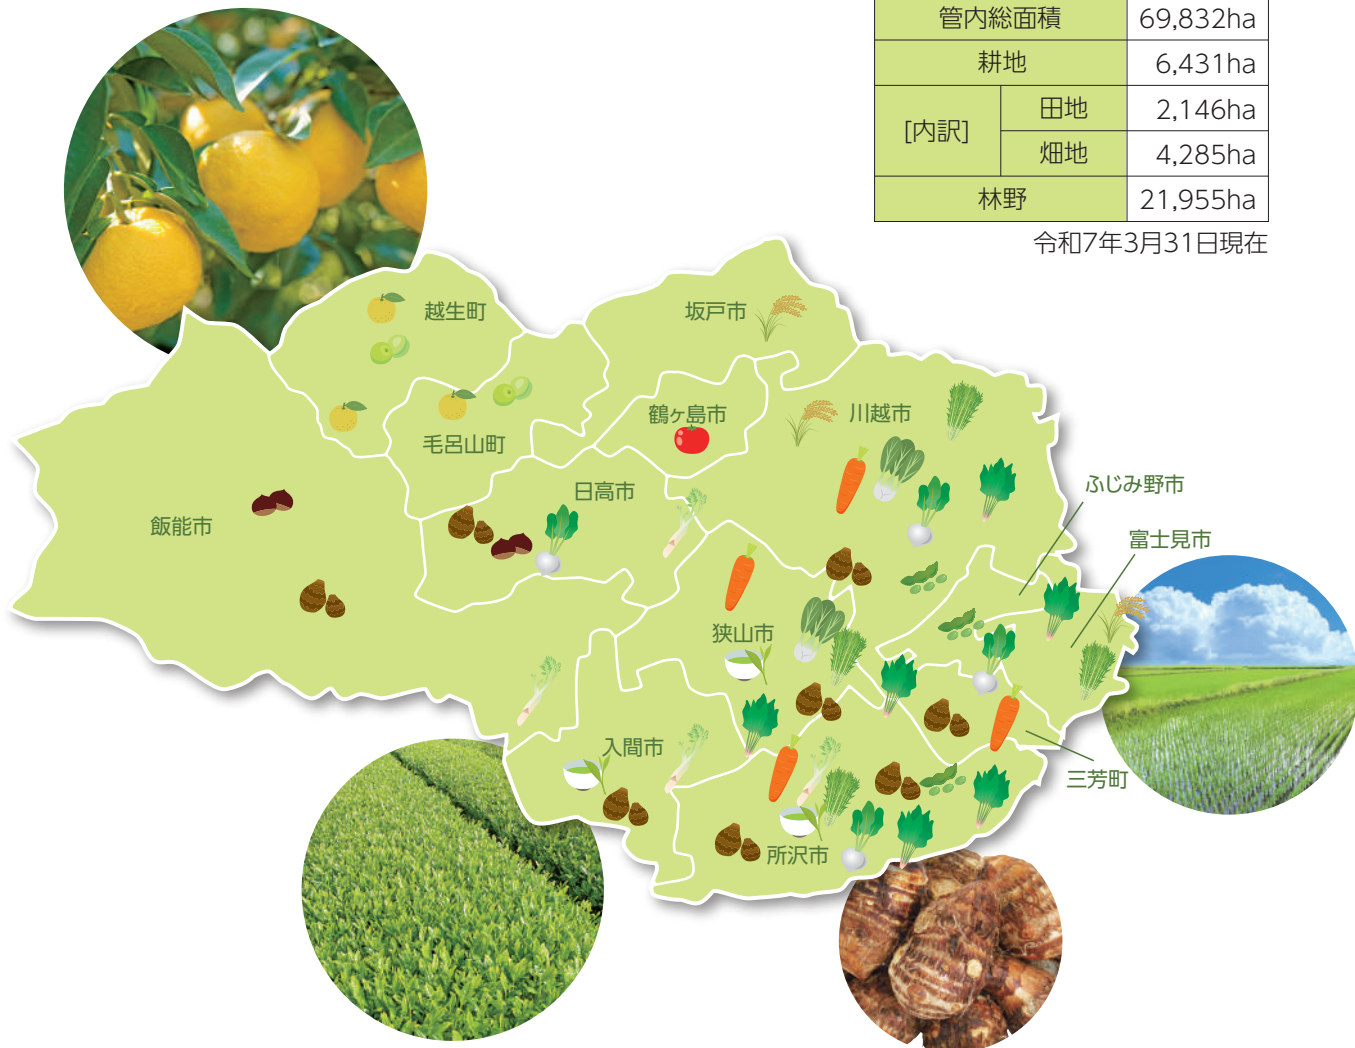 管内総面積 69,832ha
耕地 6,431ha
[内訳] 田地 2,146ha
畑地 4,285ha
林野 21,955ha
令和7年3月31日現在
越生町
坂戸市
鶴ヶ島市
川越市
毛呂山町
日高市
飯能市
ふじみ野市
富士見市
狭山市
入間市
三芳町
所沢市